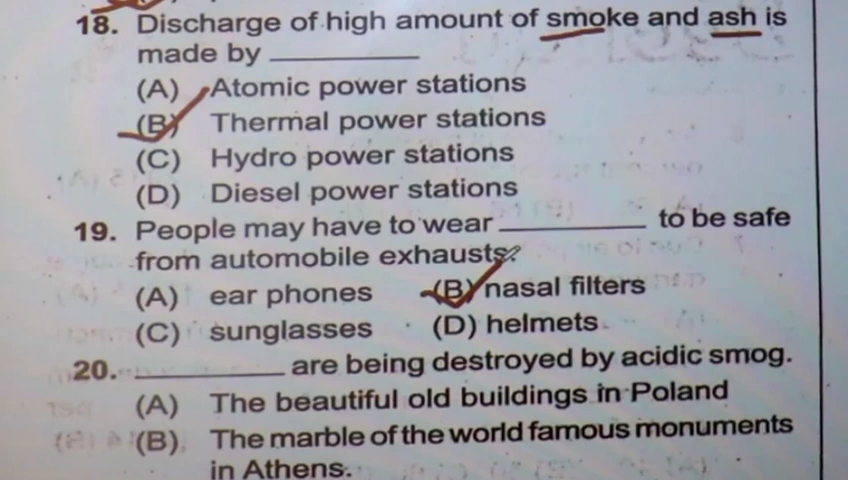 18. Discharge of high amount of smoke and ash is
made by ____________
(A) Atomic power stations
(B) Thermal power stations
(C) Hydro power stations
(D) Diesel power stations
19. People may have to wear ____________ to be safe
from automobile exhausts?
(A) ear phones (B) nasal filters
(C) sunglasses (D) helmets
20. ____________ are being destroyed by acidic smog.
(A) The beautiful old buildings in Poland
(B) The marble of the world famous monuments
in Athens.